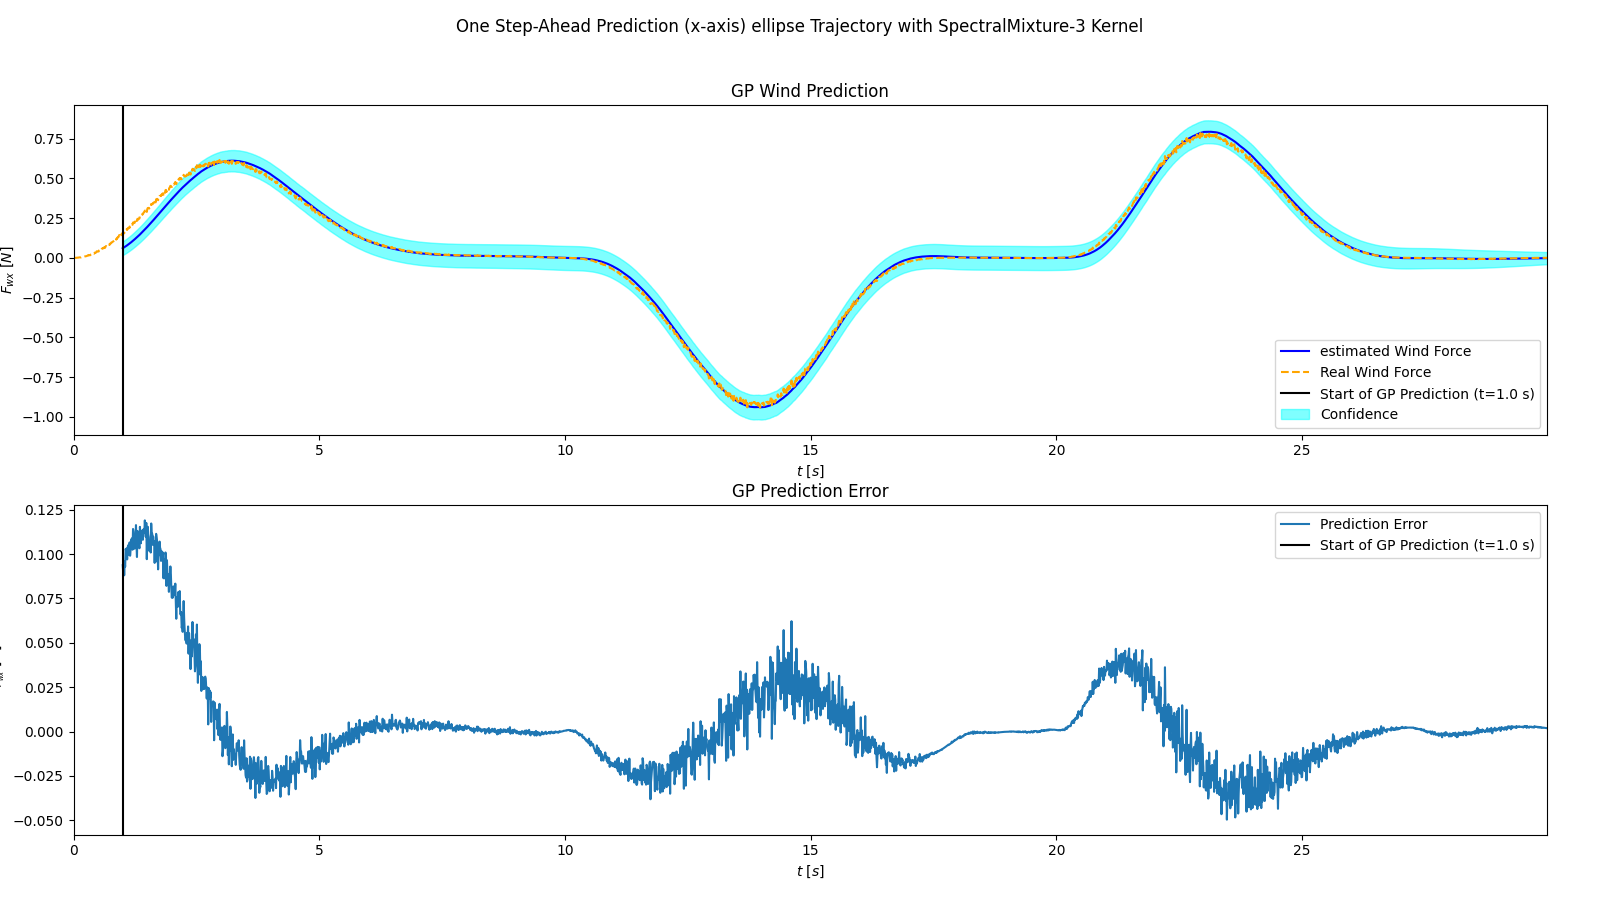 One Step-Ahead Prediction (x-axis) ellipse Trajectory with SpectralMixture-3 Kernel
GP Wind Prediction
F_wx [N]
0.75
0.50
0.25
0.00
−0.25
−0.50
−0.75
−1.00
estimated Wind Force
Real Wind Force
Start of GP Prediction (t=1.0 s)
Confidence
0 5 10 15 20 25
t [s]
GP Prediction Error
0.125
0.100
0.075
0.050
0.025
0.000
−0.025
−0.050
Prediction Error
Start of GP Prediction (t=1.0 s)
0 5 10 15 20 25
t [s]